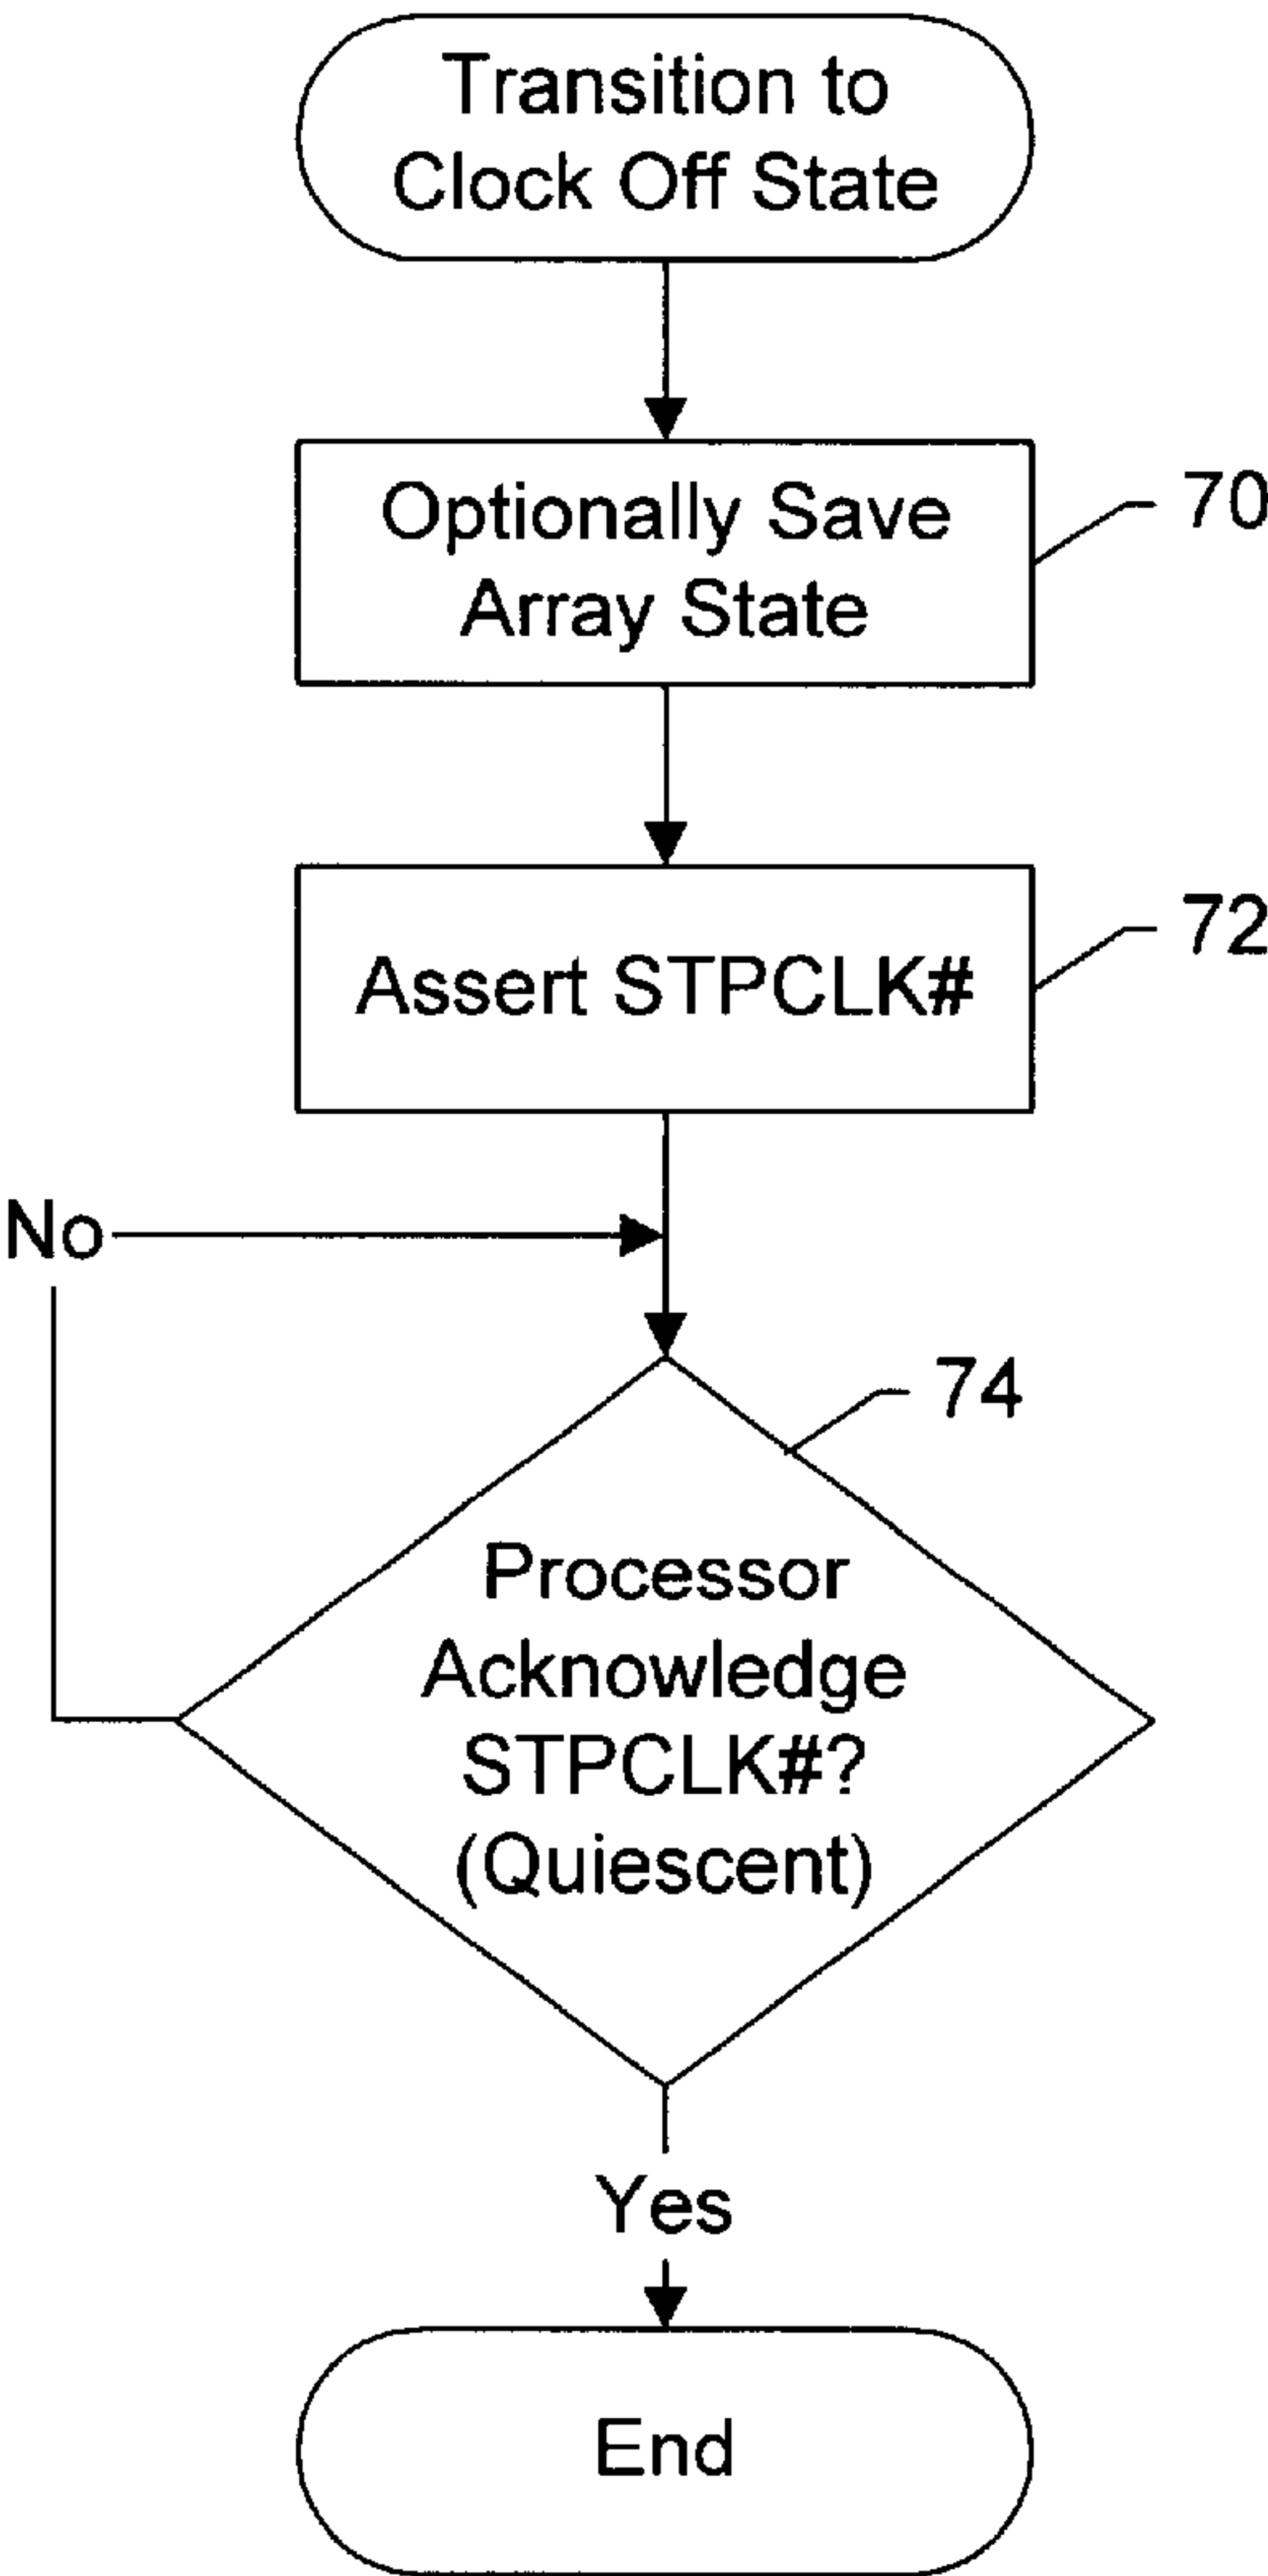 Transition to
Clock Off State
Optionally Save
Array State
70
Assert STPCLK#
72
No
74
Processor
Acknowledge
STPCLK#?
(Quiescent)
Yes
End